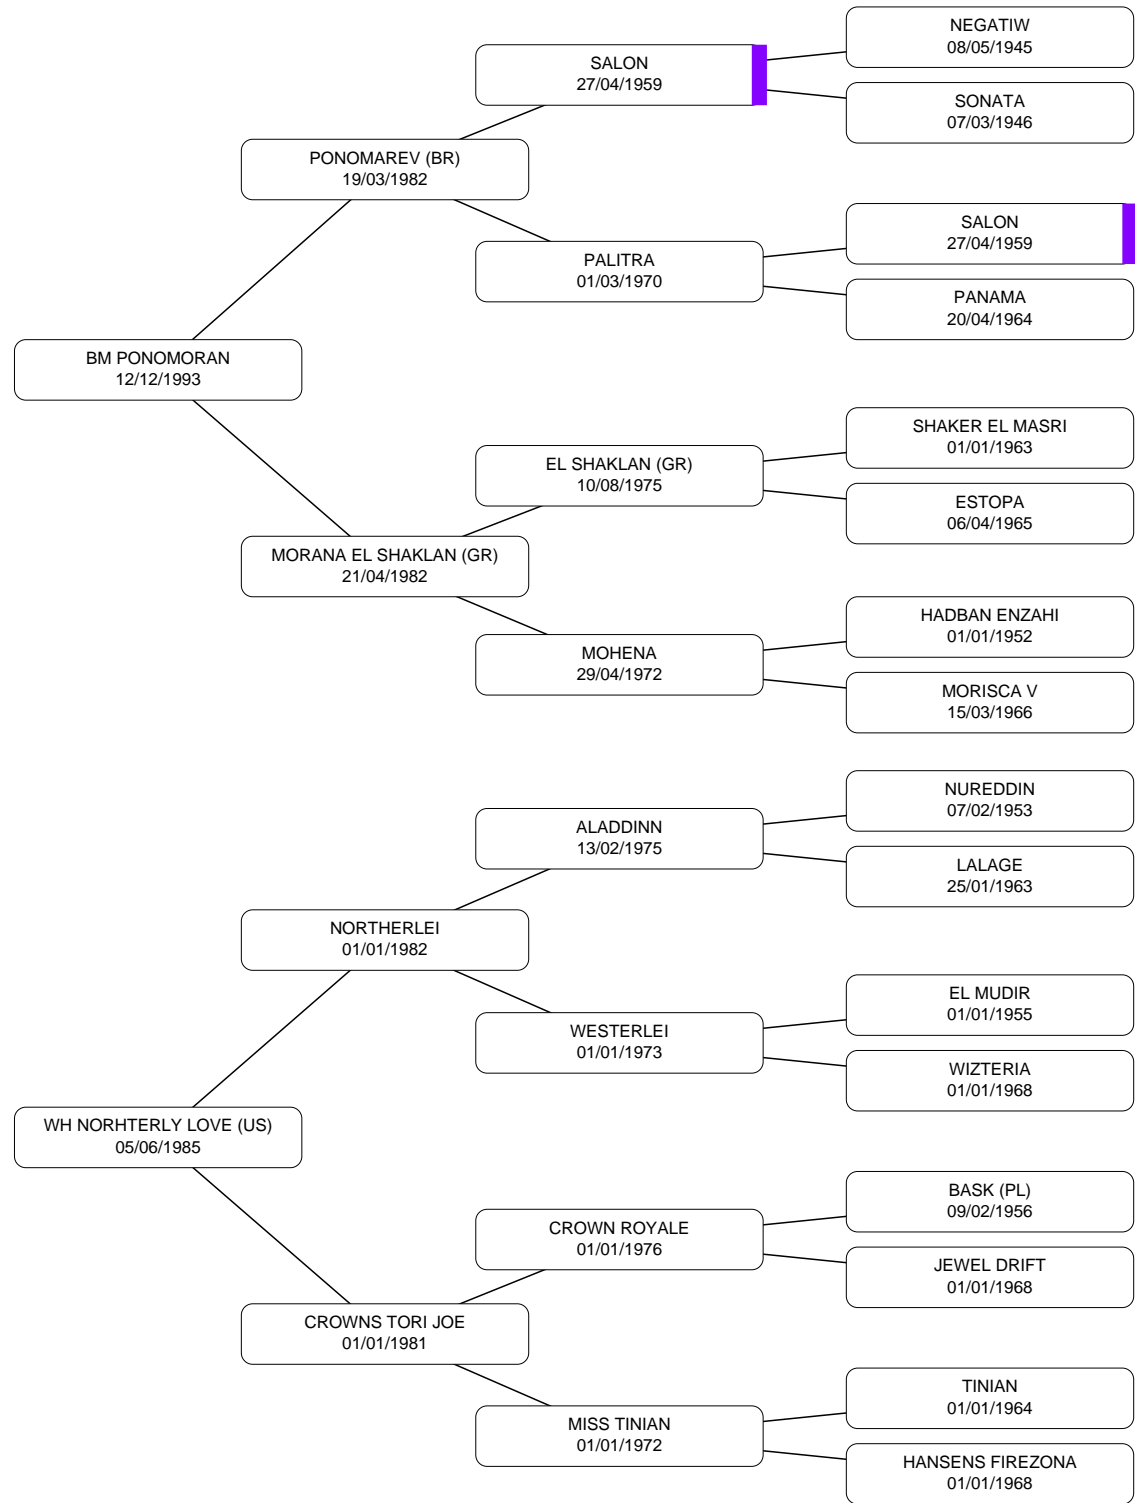 NEGATIW
08/05/1945
SALON
27/04/1959
SONATA
07/03/1946
PONOMAREV (BR)
19/03/1982
SALON
27/04/1959
PALITRA
01/03/1970
PANAMA
20/04/1964
BM PONOMORAN
12/12/1993
SHAKER EL MASRI
01/01/1963
EL SHAKLAN (GR)
10/08/1975
ESTOPA
06/04/1965
MORANA EL SHAKLAN (GR)
21/04/1982
HADBAN ENZAHI
01/01/1952
MOHENA
29/04/1972
MORISCA V
15/03/1966
NUREDDIN
07/02/1953
ALADDINN
13/02/1975
LALAGE
25/01/1963
NORTHERLEI
01/01/1982
EL MUDIR
01/01/1955
WESTERLEI
01/01/1973
WIZTERIA
01/01/1968
WH NORHTERLY LOVE (US)
05/06/1985
BASK (PL)
09/02/1956
CROWN ROYALE
01/01/1976
JEWEL DRIFT
01/01/1968
CROWNS TORI JOE
01/01/1981
TINIAN
01/01/1964
MISS TINIAN
01/01/1972
HANSENS FIREZONA
01/01/1968